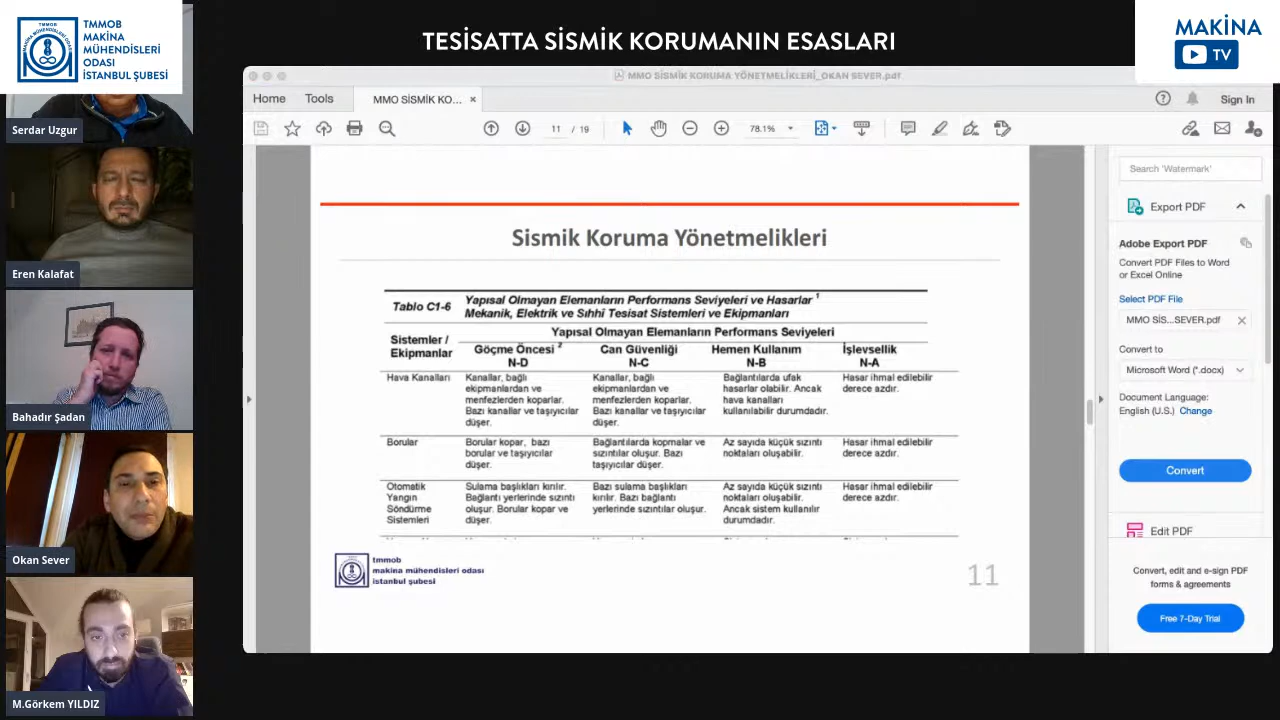 TMMOB
MAKİNA
MÜHENDİSLERİ
ODASI
İSTANBUL ŞUBESİ
TESİSATTA SİSMİK KORUMANIN ESASLARI
MAKİNA
TV
Serdar Uzgur
Eren Kalafat
Bahadır Şadan
Okan Sever
M.Görkem YILDIZ
MMO SİSMİK KORUMA YÖNETMELİKLERİ_OKAN SEVER.pdf
Home Tools MMO SİSMİK KO... × Sign In
11 / 19 78.1%
Sismik Koruma Yönetmelikleri
Tablo C1-6
Yapısal Olmayan Elemanların Performans Seviyeleri ve Hasarlar 1
Mekanik, Elektrik ve Sıhhî Tesisat Sistemleri ve Ekipmanları
Sistemler /
Ekipmanlar
Yapısal Olmayan Elemanların Performans Seviyeleri
Göçme Öncesi 2
N-D
Can Güvenliği
N-C
Hemen Kullanım
N-B
İşlevsellik
N-A
Hava Kanalları
Kanallar, bağlı
ekipmanlardan ve
menfezlerden koparlar.
Bazı kanallar ve taşıyıcılar
düşer.
Kanallar, bağlı
ekipmanlardan ve
menfezlerden koparlar.
Bazı kanallar ve taşıyıcılar
düşer.
Bağlantılarda ufak
hasarlar olabilir. Ancak
hava kanalları
kullanılabilir durumdadır.
Hasar ihmal edilebilir
derece azdır.
Borular
Borular kopar, bazı
borular ve taşıyıcılar
düşer.
Bağlantılarda kopmalar ve
sızıntılar oluşur. Bazı
taşıyıcılar düşer.
Az sayıda küçük sızıntı
noktaları oluşabilir.
Hasar ihmal edilebilir
derece azdır.
Otomatik
Yangın
Söndürme
Sistemleri
Sulama başlıkları kırılır.
Bağlantı yerlerinde sızıntı
oluşur. Borular kopar ve
düşer.
Bazı sulama başlıkları
kırılır. Bazı bağlantı
yerlerinde sızıntılar oluşur.
Az sayıda küçük sızıntı
noktaları oluşabilir.
Ancak sistem kullanılır
durumdadır.
Hasar ihmal edilebilir
derece azdır.
tmmob
makina mühendisleri odası
istanbul şubesi
11
Search 'Watermark'
Export PDF
Adobe Export PDF
Convert PDF Files to Word
or Excel Online
Select PDF File
MMO SİS...SEVER.pdf ×
Convert to
Microsoft Word (*.docx)
Document Language:
English (U.S.) Change
Convert
Edit PDF
Convert, edit and e-sign PDF
forms & agreements
Free 7-Day Trial